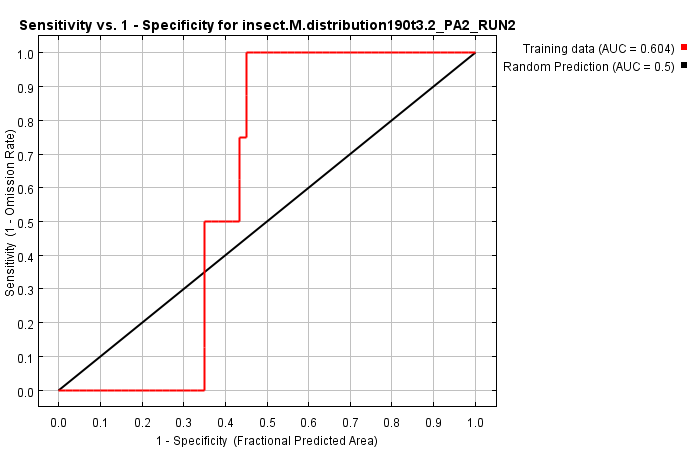 Sensitivity vs. 1 - Specificity for insect.M.distribution190t3.2_PA2_RUN2
Training data (AUC = 0.604)
Random Prediction (AUC = 0.5)
Sensitivity (1 - Omission Rate)
1.0
0.9
0.8
0.7
0.6
0.5
0.4
0.3
0.2
0.1
0.0
0.0 0.1 0.2 0.3 0.4 0.5 0.6 0.7 0.8 0.9 1.0
1 - Specificity (Fractional Predicted Area)